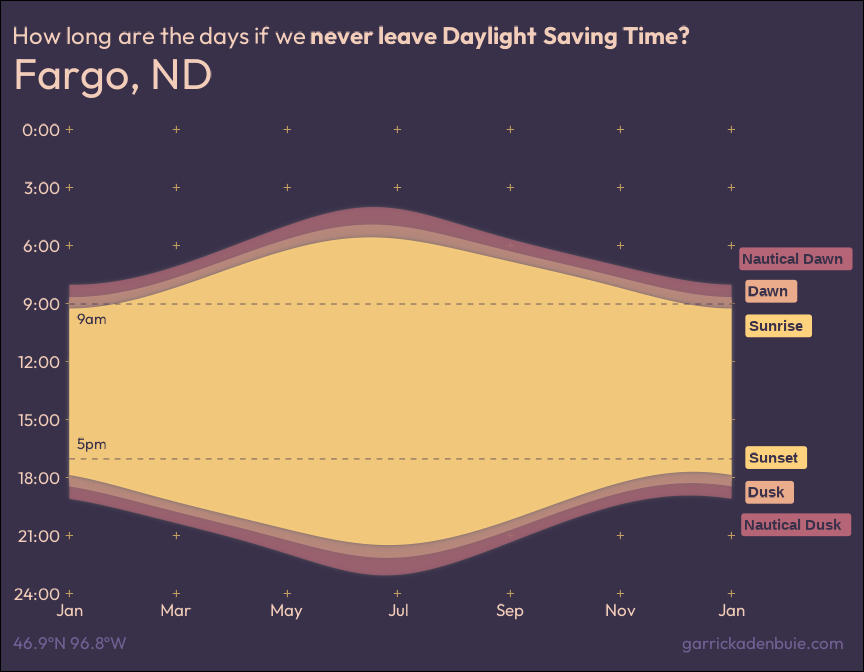 How long are the days if we never leave Daylight Saving Time?
Fargo, ND
0:00
3:00
6:00
Nautical Dawn
Dawn
9:00
9am
Sunrise
12:00
15:00
5pm
Sunset
18:00
Dusk
Nautical Dusk
21:00
24:00
Jan Mar May Jul Sep Nov Jan
46.9°N 96.8°W garrickadenbuie.com